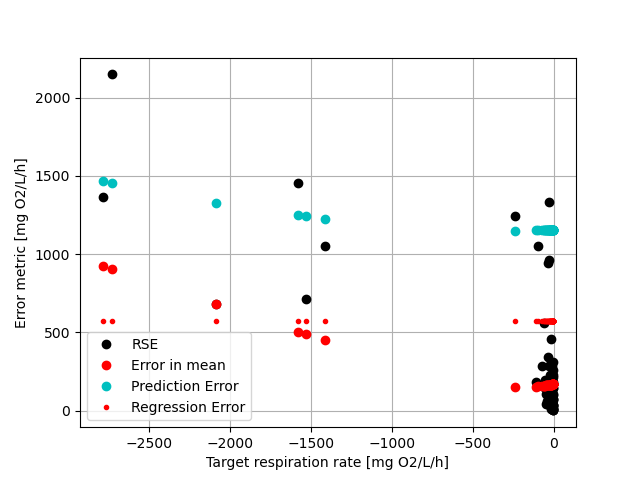 2000
1500
1000
500
0
Error metric [mg O2/L/h]
RSE
Error in mean
Prediction Error
Regression Error
−2500
−2000
−1500
−1000
−500
0
Target respiration rate [mg O2/L/h]